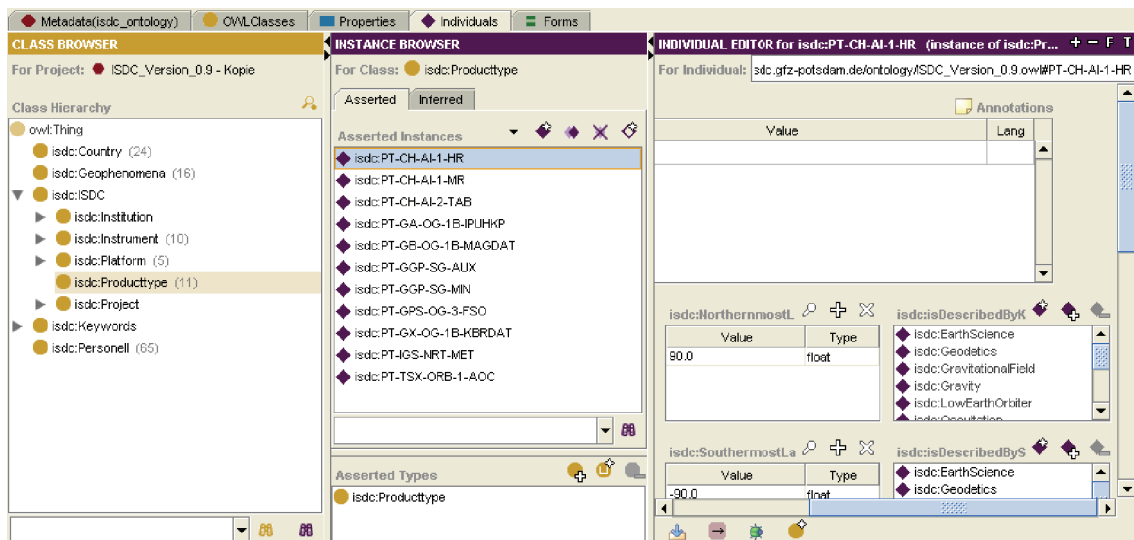 Metadata(isdc_ontology) OWLClasses Properties Individuals Forms
CLASS BROWSER
For Project: ISDC_Version_0.9 - Kopie
Class Hierarchy
owl:Thing
isdc:Country (24)
isdc:Geophenomena (16)
isdc:ISDC
isdc:Institution
isdc:Instrument (10)
isdc:Platform (5)
isdc:Producttype (11)
isdc:Project
isdc:Keywords
isdc:Personell (65)
INSTANCE BROWSER
For Class: isdc:Producttype
Asserted Inferred
Asserted Instances
isdc:PT-CH-AI-1-HR
isdc:PT-CH-AI-1-MR
isdc:PT-CH-AI-2-TAB
isdc:PT-GA-OG-1B-IPUHKP
isdc:PT-GB-OG-1B-MAGDAT
isdc:PT-GGP-SG-AUX
isdc:PT-GGP-SG-MIN
isdc:PT-GPS-OG-3-FSO
isdc:PT-GX-OG-1B-KBRDAT
isdc:PT-IGS-NRT-MET
isdc:PT-TSX-ORB-1-AOC
Asserted Types
isdc:Producttype
INDIVIDUAL EDITOR for isdc:PT-CH-AI-1-HR (instance of isdc:Pr... + − F T
For Individual: sdc.gfz-potsdam.de/ontology/ISDC_Version_0.9.owl#PT-CH-AI-1-HR
Annotations
Value Lang
isdc:NorthernmostL
Value Type
90.0 float
isdc:isDescribedByK
isdc:EarthScience
isdc:Geodetics
isdc:GravitationalField
isdc:Gravity
isdc:LowEarthOrbiter
isdc:Occultation
isdc:SouthermostLa
Value Type
-90.0 float
isdc:isDescribedByS
isdc:EarthScience
isdc:Geodetics